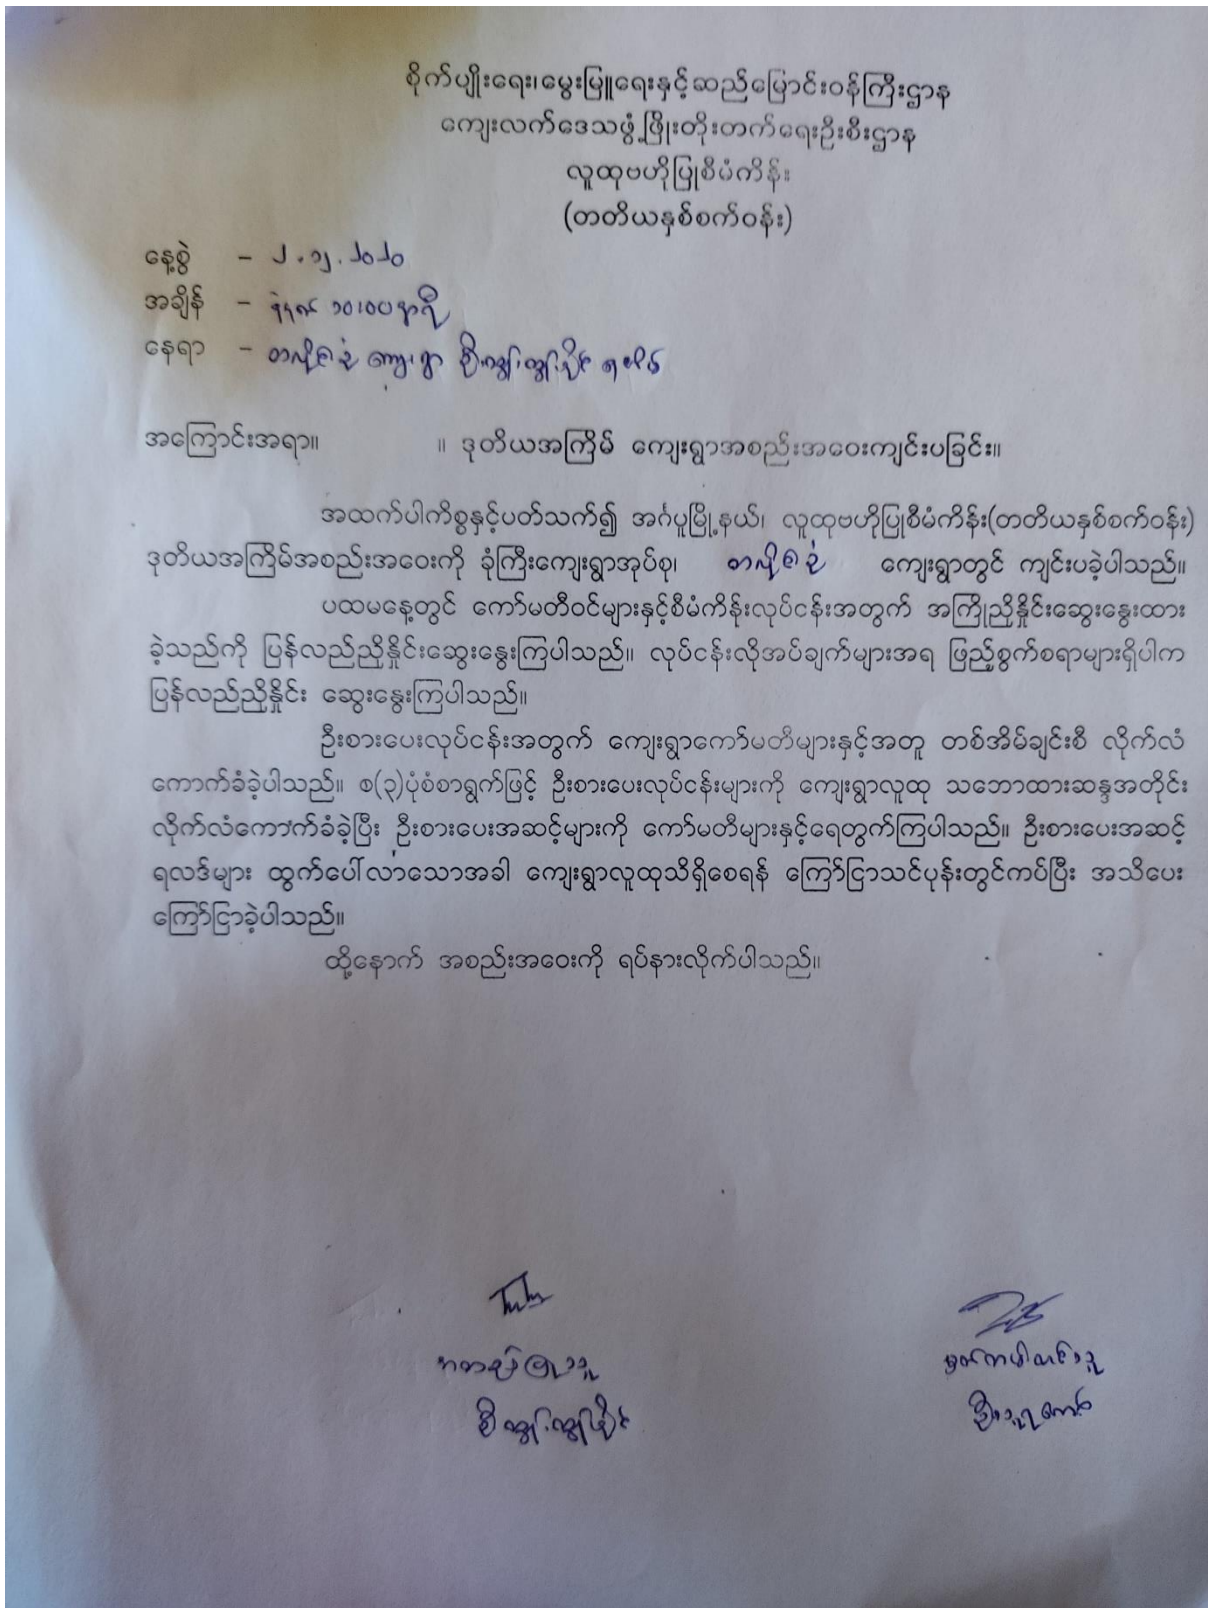 စိုက်ပျိုးရေး၊မွေးမြူရေးနှင့်ဆည်မြောင်းဝန်ကြီးဌာန
ကျေးလက်ဒေသဖွံ့ဖြိုးတိုးတက်ရေးဦးစီးဌာန
လူထုဗဟိုပြုစီမံကိန်း။
(တတိယနှစ်စက်ဝန်း)
နေ့စွဲ – ၂.၁၂.၂၀၂၀
အချိန် – နံနက် ၁၀:၀၀ နာရီ
နေရာ – ကျေးရွာ
အကြောင်းအရာ။ ။ ဒုတိယအကြိမ် ကျေးရွာအစည်းအဝေးကျင်းပခြင်း။
အထက်ပါကိစ္စနှင့်ပတ်သက်၍ အင်္ဂပူမြို့နယ်၊ လူထုဗဟိုပြုစီမံကိန်း(တတိယနှစ်စက်ဝန်း)
ဒုတိယအကြိမ်အစည်းအဝေးကို ခုံကြီးကျေးရွာအုပ်စု၊ ကျေးရွာတွင် ကျင်းပခဲ့ပါသည်။
ပထမနေ့တွင် ကော်မတီဝင်များနှင့်စီမံကိန်းလုပ်ငန်းအတွက် အကြိုညှိနှိုင်းဆွေးနွေးထား
ခဲ့သည်ကို ပြန်လည်ညှိနှိုင်းဆွေးနွေးကြပါသည်။ လုပ်ငန်းလိုအပ်ချက်များအရ ဖြည့်စွက်စရာများရှိပါက
ပြန်လည်ညှိနှိုင်း ဆွေးနွေးကြပါသည်။
ဦးစားပေးလုပ်ငန်းအတွက် ကျေးရွာကော်မတီများနှင့်အတူ တစ်အိမ်ချင်းစီ လိုက်လံ
ကောက်ခံခဲ့ပါသည်။ စ(၃)ပုံစံစာရွက်ဖြင့် ဦးစားပေးလုပ်ငန်းများကို ကျေးရွာလူထု သဘောထားဆန္ဒအတိုင်း
လိုက်လံကောက်ခံခဲ့ပြီး ဦးစားပေးအဆင့်များကို ကော်မတီများနှင့်ရေတွက်ကြပါသည်။ ဦးစားပေးအဆင့်
ရလဒ်များ ထွက်ပေါ်လာသောအခါ ကျေးရွာလူထုသိရှိစေရန် ကြော်ငြာသင်ပုန်းတွင်ကပ်ပြီး အသိပေး
ကြော်ငြာခဲ့ပါသည်။
ထို့နောက် အစည်းအဝေးကို ရပ်နားလိုက်ပါသည်။
အတည်ပြုသူ